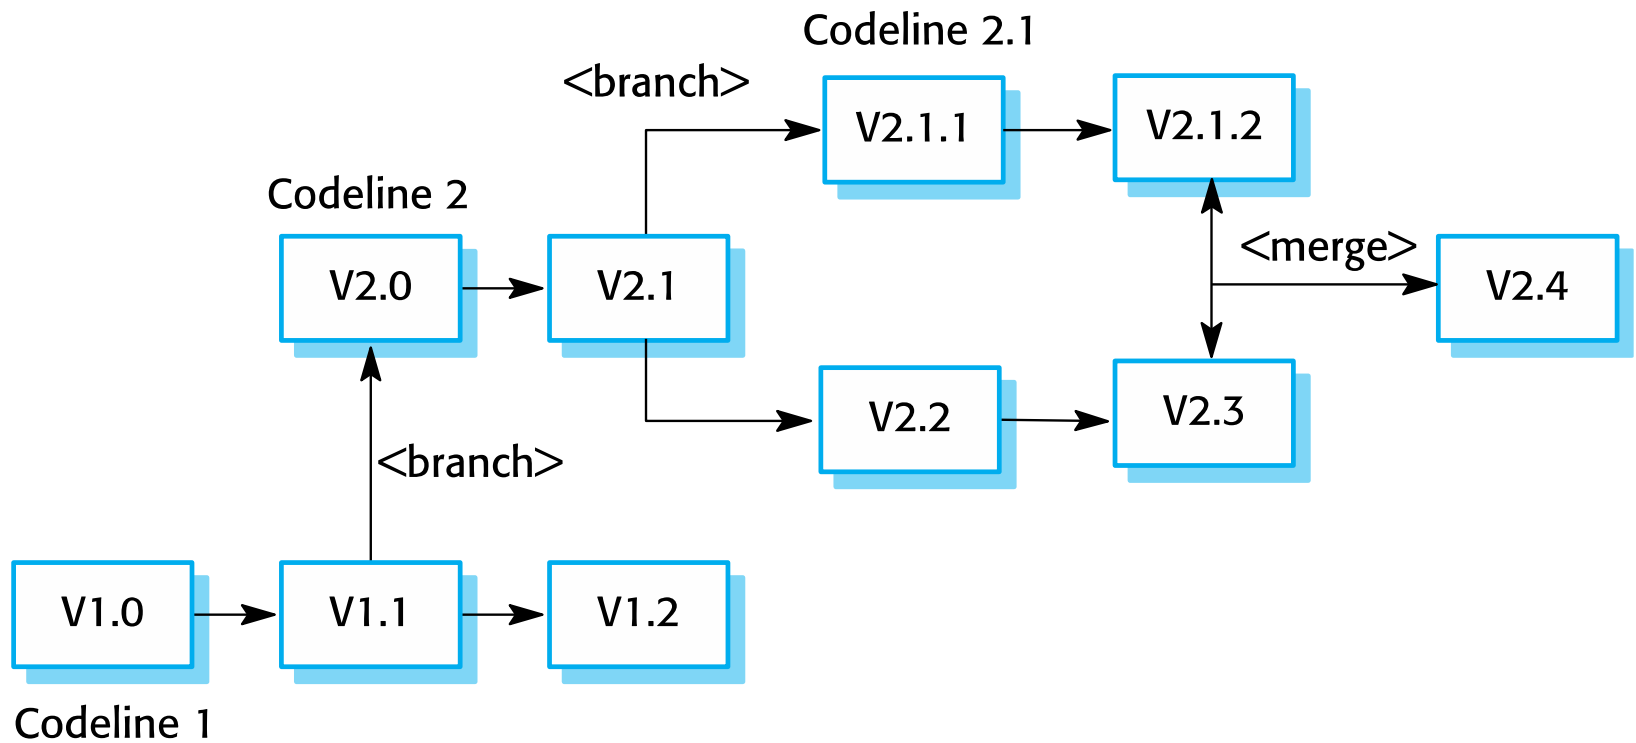 Codeline 2.1
<branch>
V2.1.1
V2.1.2
Codeline 2
V2.0
V2.1
<merge>
V2.4
V2.2
V2.3
<branch>
V1.0
V1.1
V1.2
Codeline 1